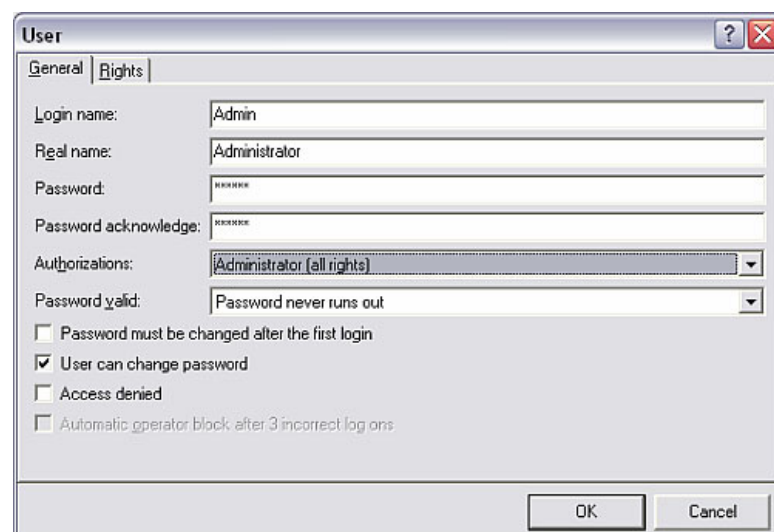 User
General Rights
Login name: Admin
Real name: Administrator
Password: ******
Password acknowledge: ******
Authorizations: Administrator (all rights)
Password valid: Password never runs out
Password must be changed after the first login
User can change password
Access denied
Automatic operator block after 3 incorrect log ons
OK Cancel